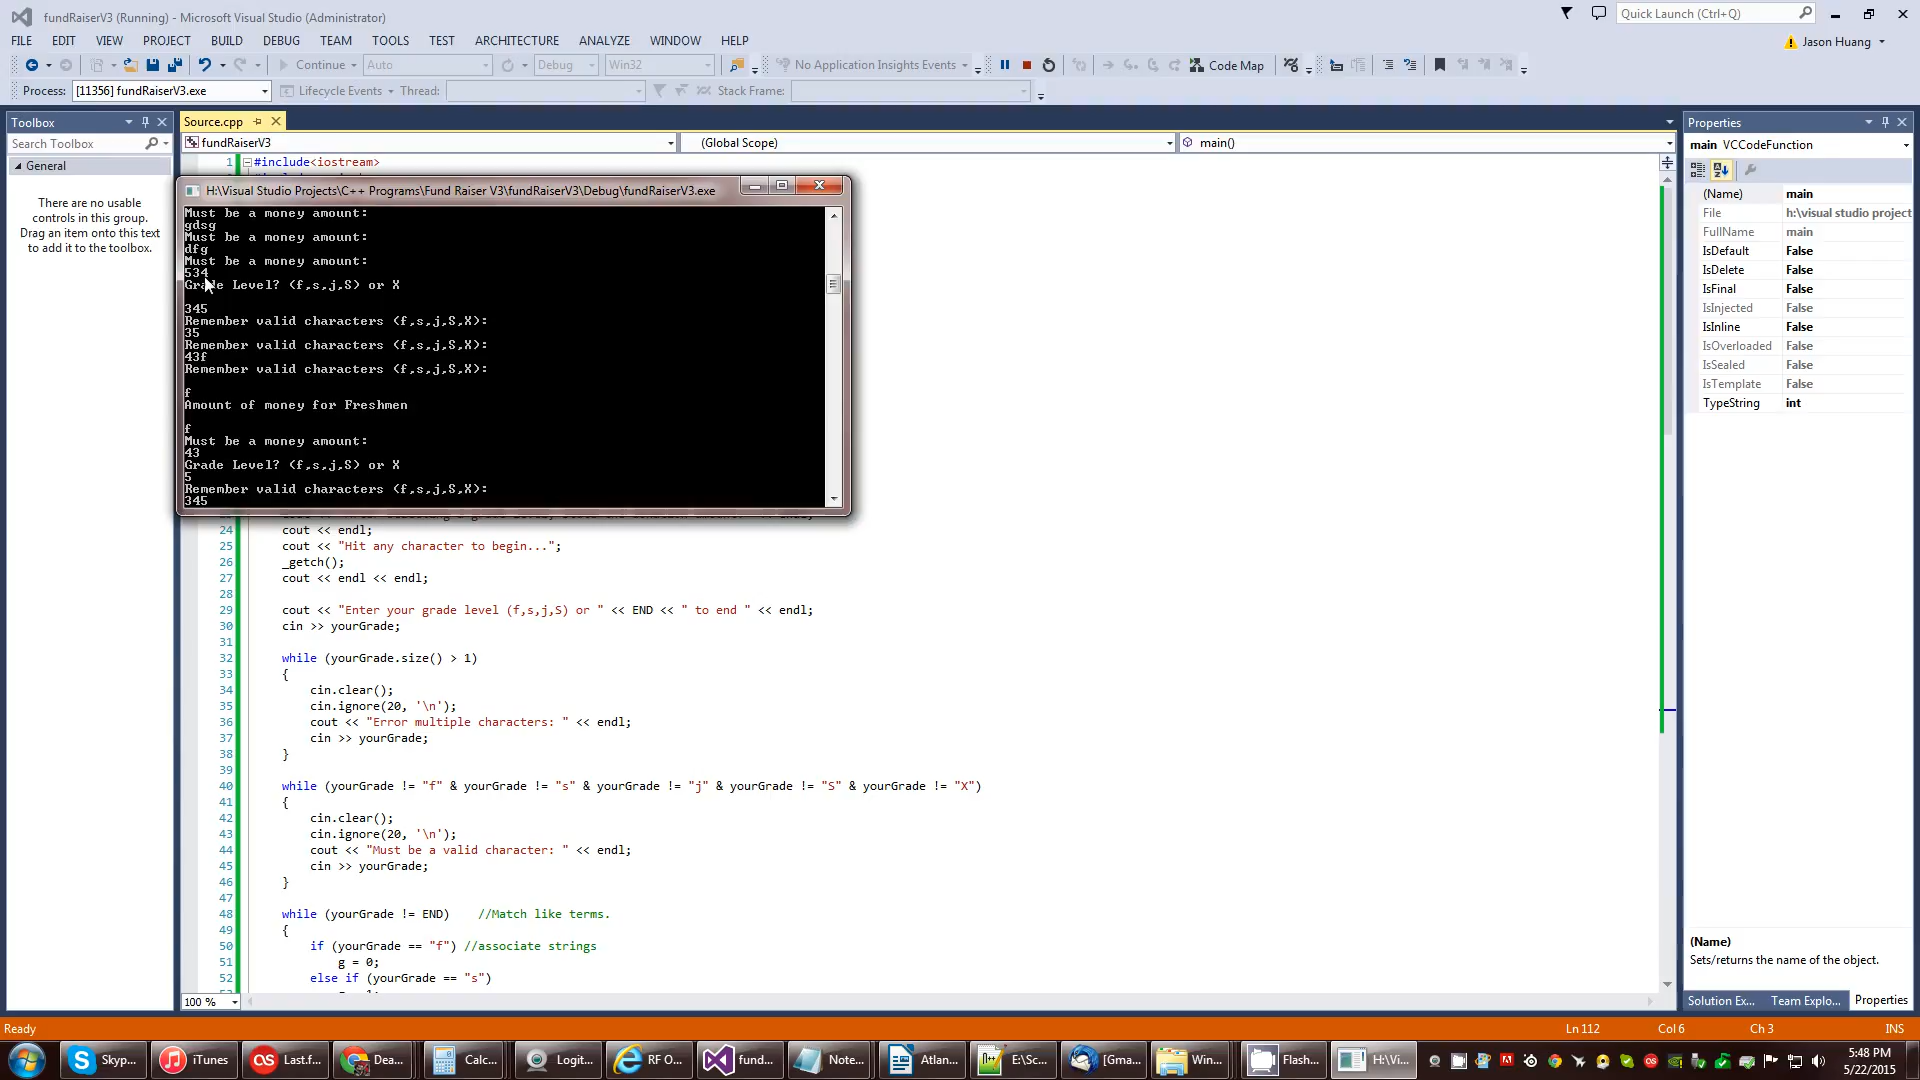 fundRaiserV3 (Running) - Microsoft Visual Studio (Administrator)
Quick Launch (Ctrl+Q)
FILE EDIT VIEW PROJECT BUILD DEBUG TEAM TOOLS TEST ARCHITECTURE ANALYZE WINDOW HELP
Jason Huang
Continue Auto Debug Win32 No Application Insights Events Code Map
Process: [11356] fundRaiserV3.exe Lifecycle Events Thread: Stack Frame:
Toolbox
Search Toolbox
General
There are no usable
controls in this group.
Drag an item onto this text
to add it to the toolbox.
Source.cpp
fundRaiserV3 (Global Scope) main()
1 #include<iostream>
H:\Visual Studio Projects\C++ Programs\Fund Raiser V3\fundRaiserV3\Debug\fundRaiserV3.exe
Must be a money amount:
gdsg
Must be a money amount:
dfg
Must be a money amount:
534
Grade Level? (f,s,j,S) or X
345
Remember valid characters (f,s,j,S,X):
35
Remember valid characters (f,s,j,S,X):
43f
Remember valid characters (f,s,j,S,X):
f
Amount of money for Freshmen
f
Must be a money amount:
43
Grade Level? (f,s,j,S) or X
5
Remember valid characters (f,s,j,S,X):
345
24 cout << endl;
25 cout << "Hit any character to begin...";
26 _getch();
27 cout << endl << endl;
28
29 cout << "Enter your grade level (f,s,j,S) or " << END << " to end " << endl;
30 cin >> yourGrade;
31
32 while (yourGrade.size() > 1)
33 {
34 cin.clear();
35 cin.ignore(20, '\n');
36 cout << "Error multiple characters: " << endl;
37 cin >> yourGrade;
38 }
39
40 while (yourGrade != "f" & yourGrade != "s" & yourGrade != "j" & yourGrade != "S" & yourGrade != "X")
41 {
42 cin.clear();
43 cin.ignore(20, '\n');
44 cout << "Must be a valid character: " << endl;
45 cin >> yourGrade;
46 }
47
48 while (yourGrade != END) //Match like terms.
49 {
50 if (yourGrade == "f") //associate strings
51 g = 0;
52 else if (yourGrade == "s")
100 %
Properties
main VCCodeFunction
(Name) main
File h:\visual studio project
FullName main
IsDefault False
IsDelete False
IsFinal False
IsInjected False
IsInline False
IsOverloaded False
IsSealed False
IsTemplate False
TypeString int
(Name)
Sets/returns the name of the object.
Solution Ex... Team Explo... Properties
Ready Ln 112 Col 6 Ch 3 INS
Skyp... iTunes Last.f... Dea... Calc... Logit... RF O... fund... Note... Atlan... E:\Sc... [Gma... Win... Flash... H:\Vi...
5:48 PM
5/22/2015